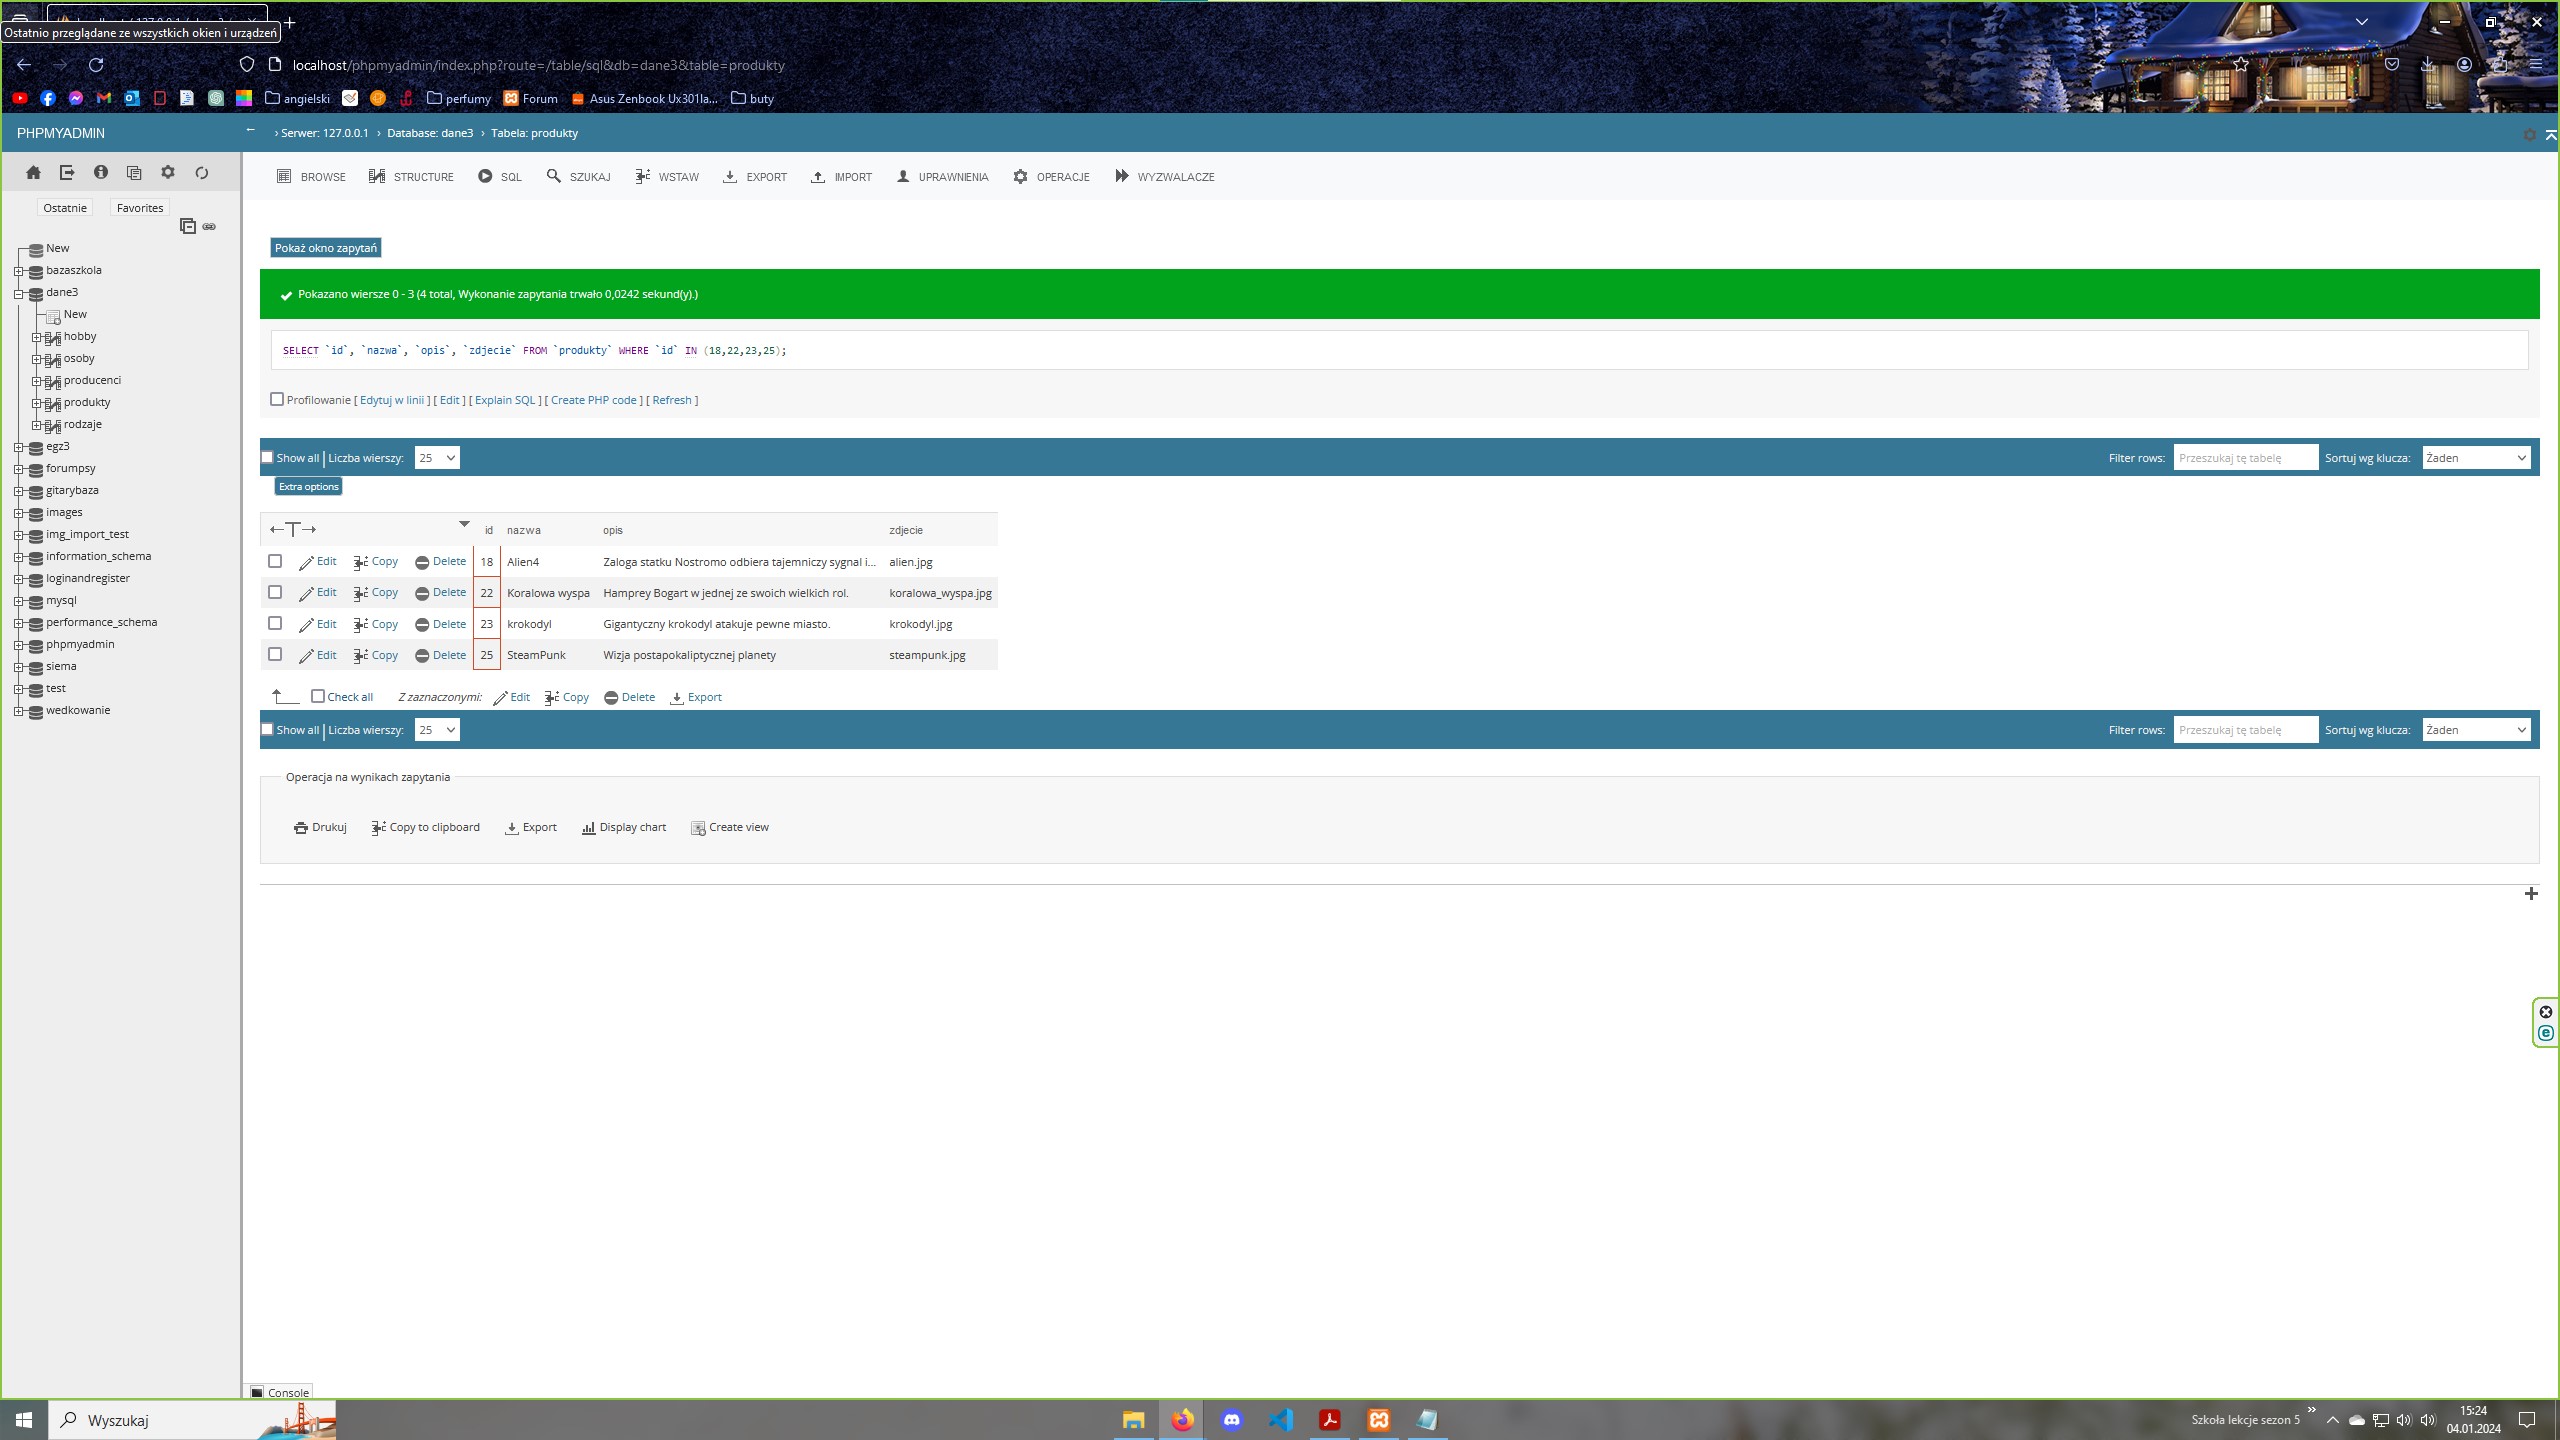 Ostatnio przeglądane ze wszystkich okien i urządzeń
localhost/phpmyadmin/index.php?route=/table/sql&db=dane3&table=produkty
angielski
perfumy
Forum
Asus Zenbook Ux301la...
buty
PHPMYADMIN
← › Serwer: 127.0.0.1 › Database: dane3 › Tabela: produkty
BROWSE STRUCTURE SQL SZUKAJ WSTAW EXPORT IMPORT UPRAWNIENIA OPERACJE WYZWALACZE
Ostatnie Favorites
New
bazaszkola
dane3
New
hobby
osoby
producenci
produkty
rodzaje
egz3
forumpsy
gitarybaza
images
img_import_test
information_schema
loginandregister
mysql
performance_schema
phpmyadmin
siema
test
wedkowanie
Pokaż okno zapytań
Pokazano wiersze 0 - 3 (4 total, Wykonanie zapytania trwało 0,0242 sekund(y).)
SELECT `id`, `nazwa`, `opis`, `zdjecie` FROM `produkty` WHERE `id` IN (18,22,23,25);
Profilowanie [ Edytuj w linii ] [ Edit ] [ Explain SQL ] [ Create PHP code ] [ Refresh ]
Show all | Liczba wierszy: 25 Filter rows: Przeszukaj tę tabelę Sortuj wg klucza: Żaden
Extra options
←T→ id nazwa opis zdjecie
Edit Copy Delete 18 Alien4 Zaloga statku Nostromo odbiera tajemniczy sygnal i... alien.jpg
Edit Copy Delete 22 Koralowa wyspa Hamprey Bogart w jednej ze swoich wielkich rol. koralowa_wyspa.jpg
Edit Copy Delete 23 krokodyl Gigantyczny krokodyl atakuje pewne miasto. krokodyl.jpg
Edit Copy Delete 25 SteamPunk Wizja postapokaliptycznej planety steampunk.jpg
Check all Z zaznaczonymi: Edit Copy Delete Export
Show all | Liczba wierszy: 25 Filter rows: Przeszukaj tę tabelę Sortuj wg klucza: Żaden
Operacja na wynikach zapytania
Drukuj Copy to clipboard Export Display chart Create view
Console
Wyszukaj
Szkoła lekcje sezon 5
15:24
04.01.2024